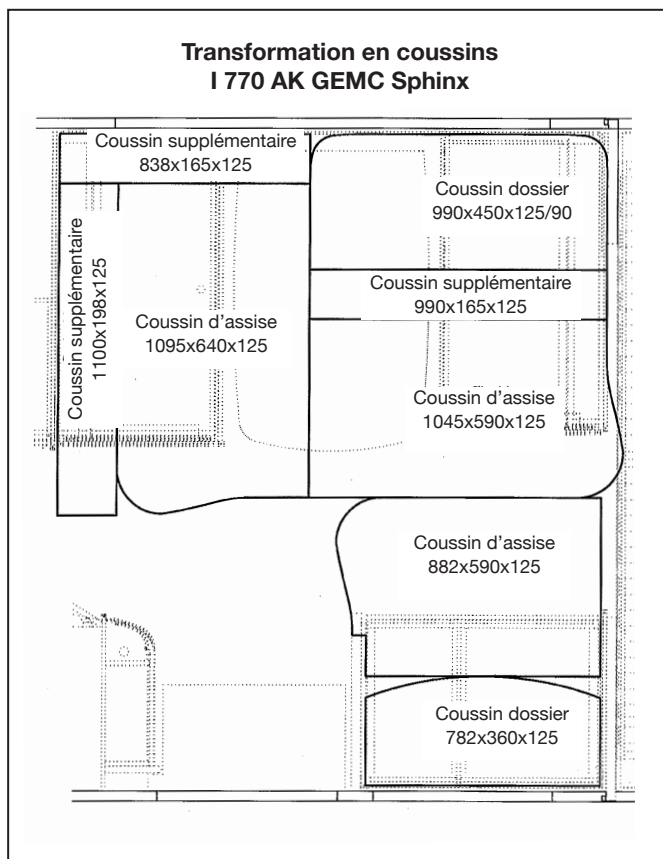 Transformation en coussins
I 770 AK GEMC Sphinx
Coussin supplémentaire
838x165x125
Coussin dossier
990x450x125/90
Coussin supplémentaire
1100x198x125
Coussin supplémentaire
990x165x125
Coussin d’assise
1095x640x125
Coussin d’assise
1045x590x125
Coussin d’assise
882x590x125
Coussin dossier
782x360x125